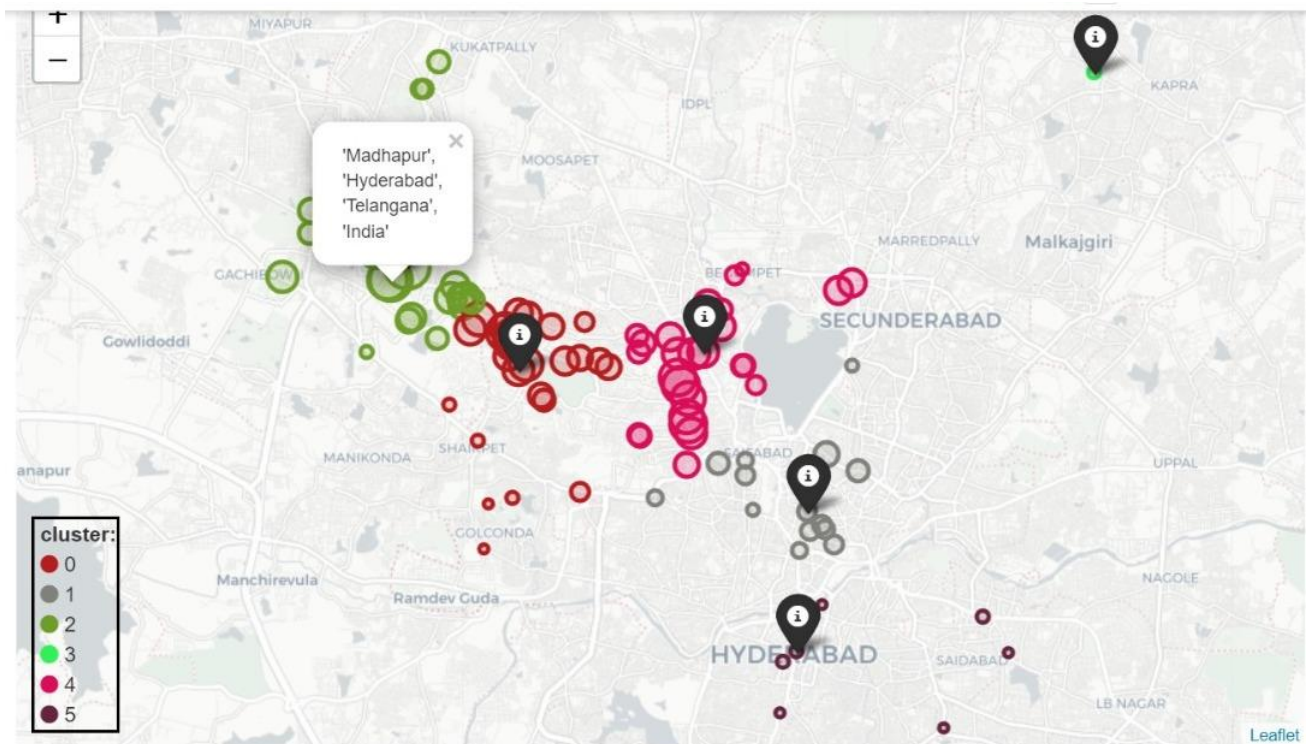 +
−
MIYAPUR
KUKATPALLY
IDPL
KAPRA
MOOSAPET
×
'Madhapur',
'Hyderabad',
'Telangana',
'India'
MARREDPALLY
Malkajgiri
SECUNDERABAD
Gowlidoddi
MANIKONDA
UPPAL
anapur
GOLCONDA
Manchirevula
Ramdev Guda
NAGOLE
HYDERABAD
SAIDABAD
LB NAGAR
cluster:
0
1
2
3
4
5
i
i
i
i
i
Leaflet